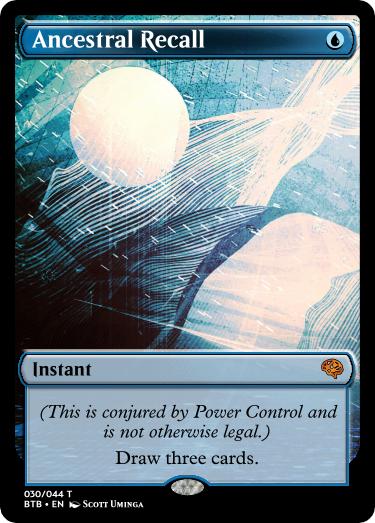 Ancestral Recall
Instant
(This is conjured by Power Control and
is not otherwise legal.)
Draw three cards.
030/044 T
BTB • EN Scott Uminga